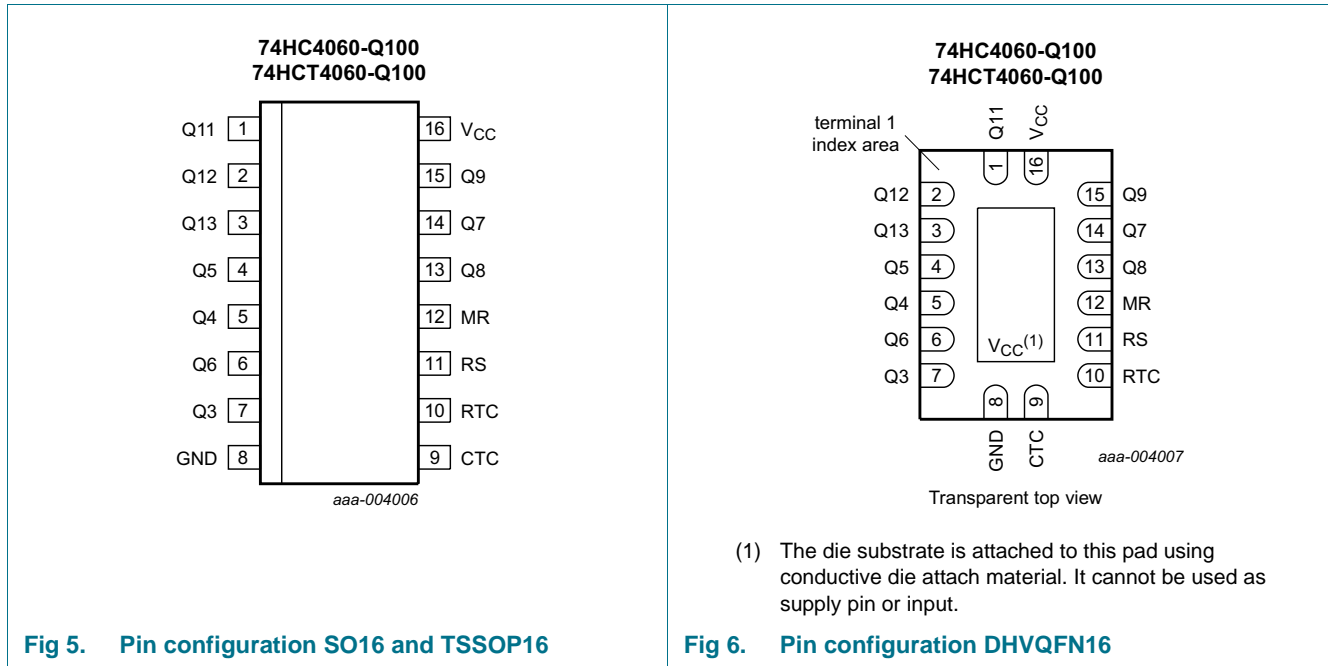 74HC4060-Q100
74HCT4060-Q100
Q11 1 16 VCC
Q12 2 15 Q9
Q13 3 14 Q7
Q5 4 13 Q8
Q4 5 12 MR
Q6 6 11 RS
Q3 7 10 RTC
GND 8 9 CTC
aaa-004006
Fig 5. Pin configuration SO16 and TSSOP16
74HC4060-Q100
74HCT4060-Q100
terminal 1
index area
Q11 VCC
1 16
Q12 2 15 Q9
Q13 3 14 Q7
Q5 4 13 Q8
Q4 5 12 MR
Q6 6 VCC(1) 11 RS
Q3 7 10 RTC
8 9
GND CTC
aaa-004007
Transparent top view
(1) The die substrate is attached to this pad using
conductive die attach material. It cannot be used as
supply pin or input.
Fig 6. Pin configuration DHVQFN16